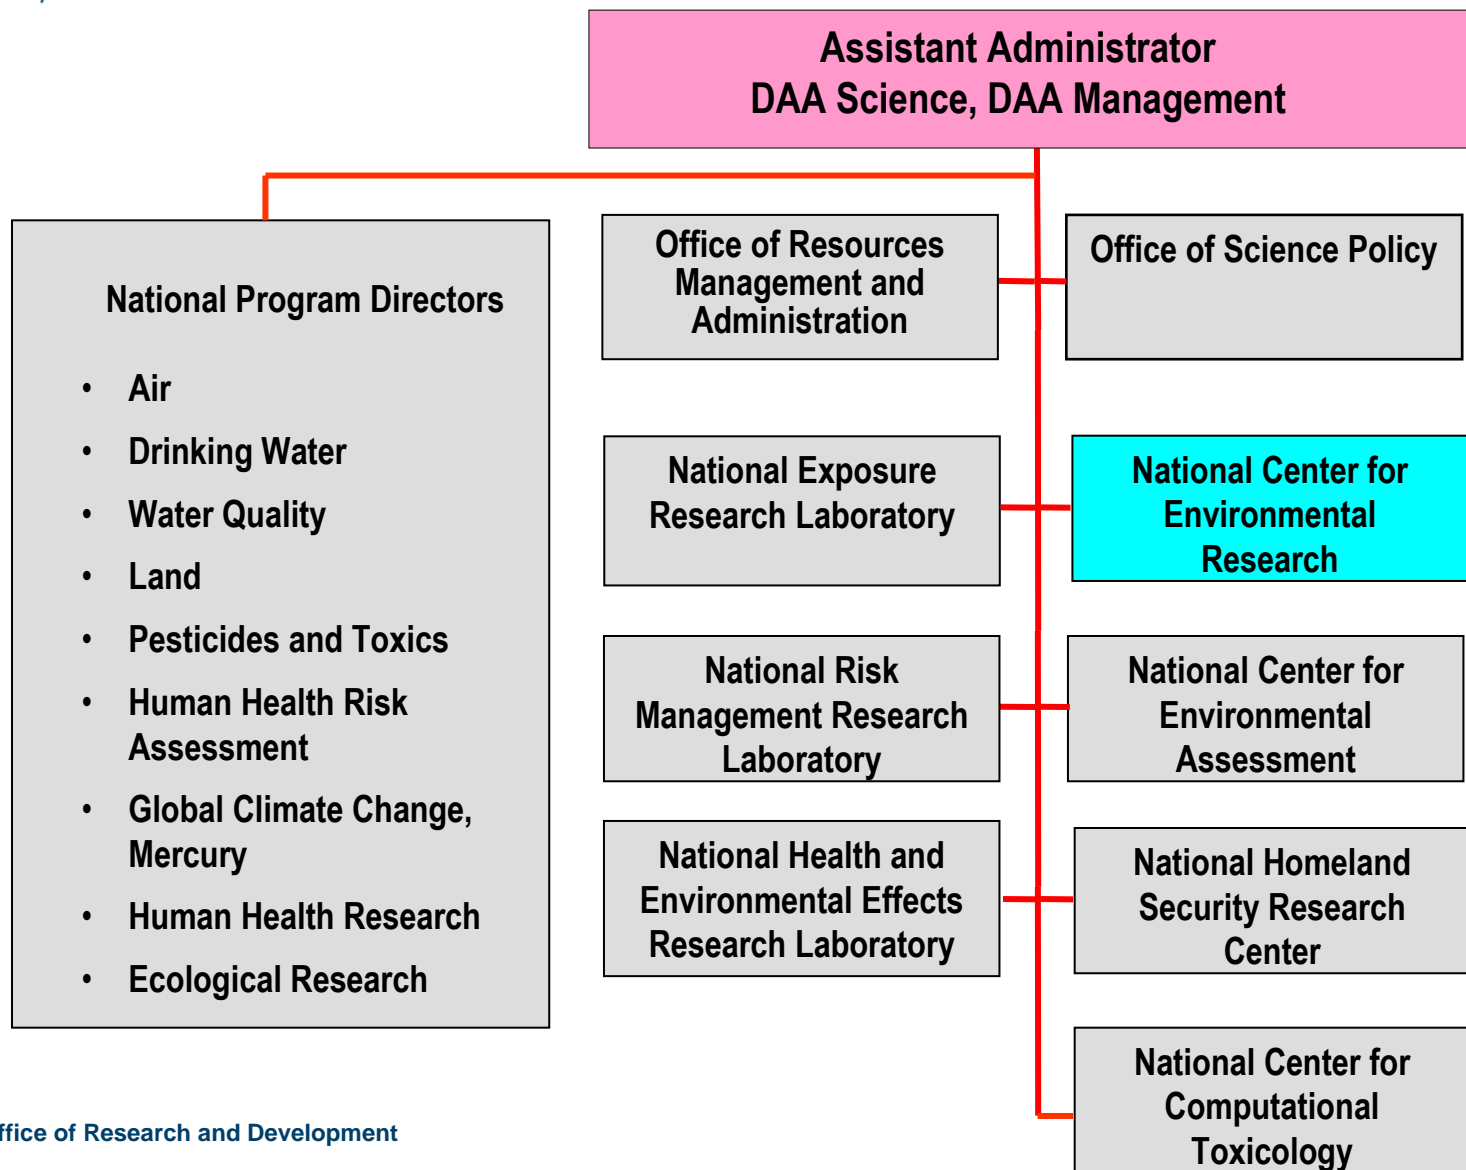 Assistant Administrator
DAA Science, DAA Management
National Program Directors
• Air
• Drinking Water
• Water Quality
• Land
• Pesticides and Toxics
• Human Health Risk
Assessment
• Global Climate Change,
Mercury
• Human Health Research
• Ecological Research
Office of Resources
Management and
Administration
Office of Science Policy
National Exposure
Research Laboratory
National Center for
Environmental
Research
National Risk
Management Research
Laboratory
National Center for
Environmental
Assessment
National Health and
Environmental Effects
Research Laboratory
National Homeland
Security Research
Center
National Center for
Computational
Toxicology
ffice of Research and Development